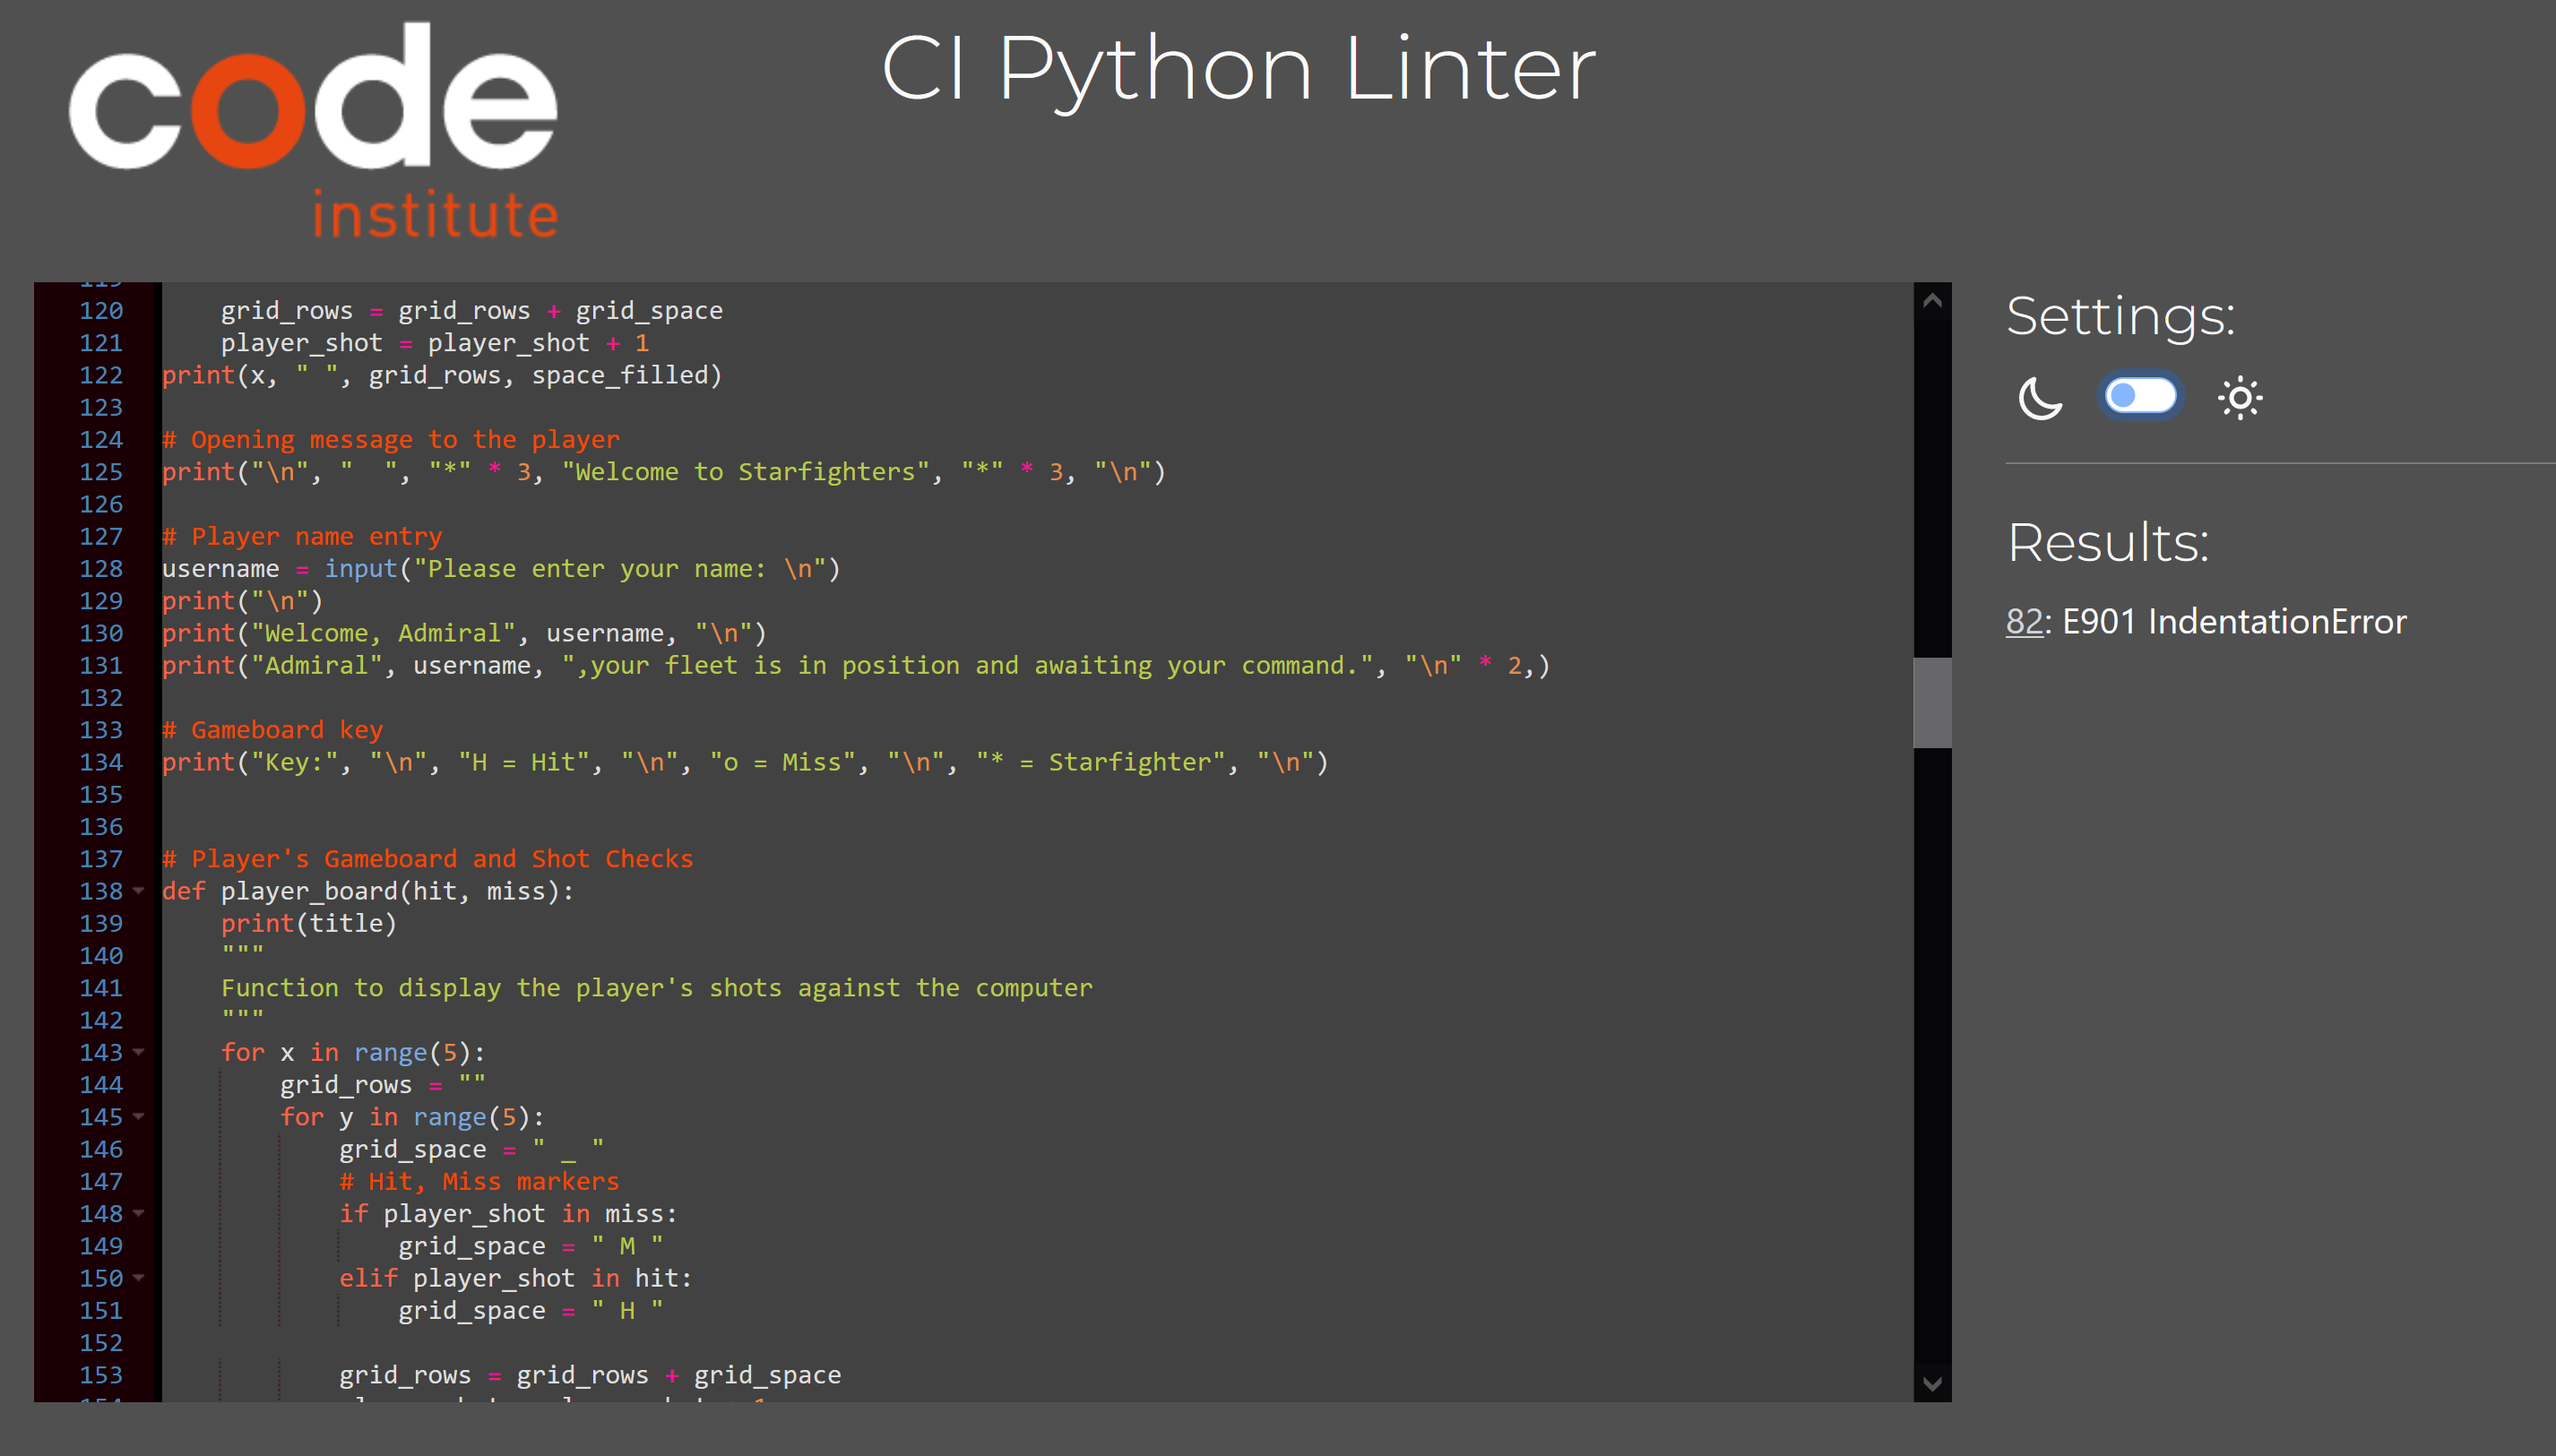 code
institute
CI Python Linter
120 grid_rows = grid_rows + grid_space
121 player_shot = player_shot + 1
122 print(x, " ", grid_rows, space_filled)
123
124 # Opening message to the player
125 print("\n", "  ", "*" * 3, "Welcome to Starfighters", "*" * 3, "\n")
126
127 # Player name entry
128 username = input("Please enter your name: \n")
129 print("\n")
130 print("Welcome, Admiral", username, "\n")
131 print("Admiral", username, ",your fleet is in position and awaiting your command.", "\n" * 2,)
132
133 # Gameboard key
134 print("Key:", "\n", "H = Hit", "\n", "o = Miss", "\n", "* = Starfighter", "\n")
135
136
137 # Player's Gameboard and Shot Checks
138 def player_board(hit, miss):
139 print(title)
140 """
141 Function to display the player's shots against the computer
142 """
143 for x in range(5):
144 grid_rows = ""
145 for y in range(5):
146 grid_space = " _ "
147 # Hit, Miss markers
148 if player_shot in miss:
149 grid_space = " M "
150 elif player_shot in hit:
151 grid_space = " H "
152
153 grid_rows = grid_rows + grid_space
Settings:
Results:
82: E901 IndentationError